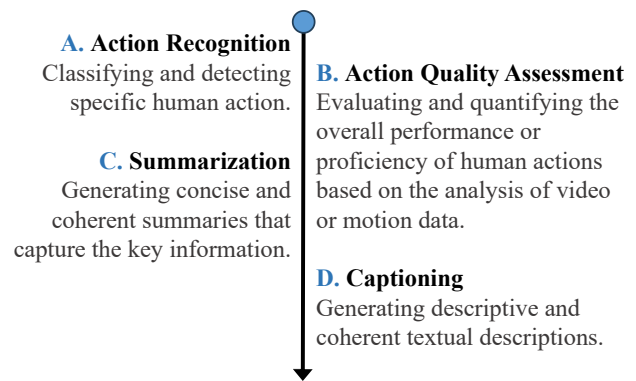 A. Action Recognition
Classifying and detecting
specific human action.
B. Action Quality Assessment
Evaluating and quantifying the
overall performance or
proficiency of human actions
based on the analysis of video
or motion data.
C. Summarization
Generating concise and
coherent summaries that
capture the key information.
D. Captioning
Generating descriptive and
coherent textual descriptions.